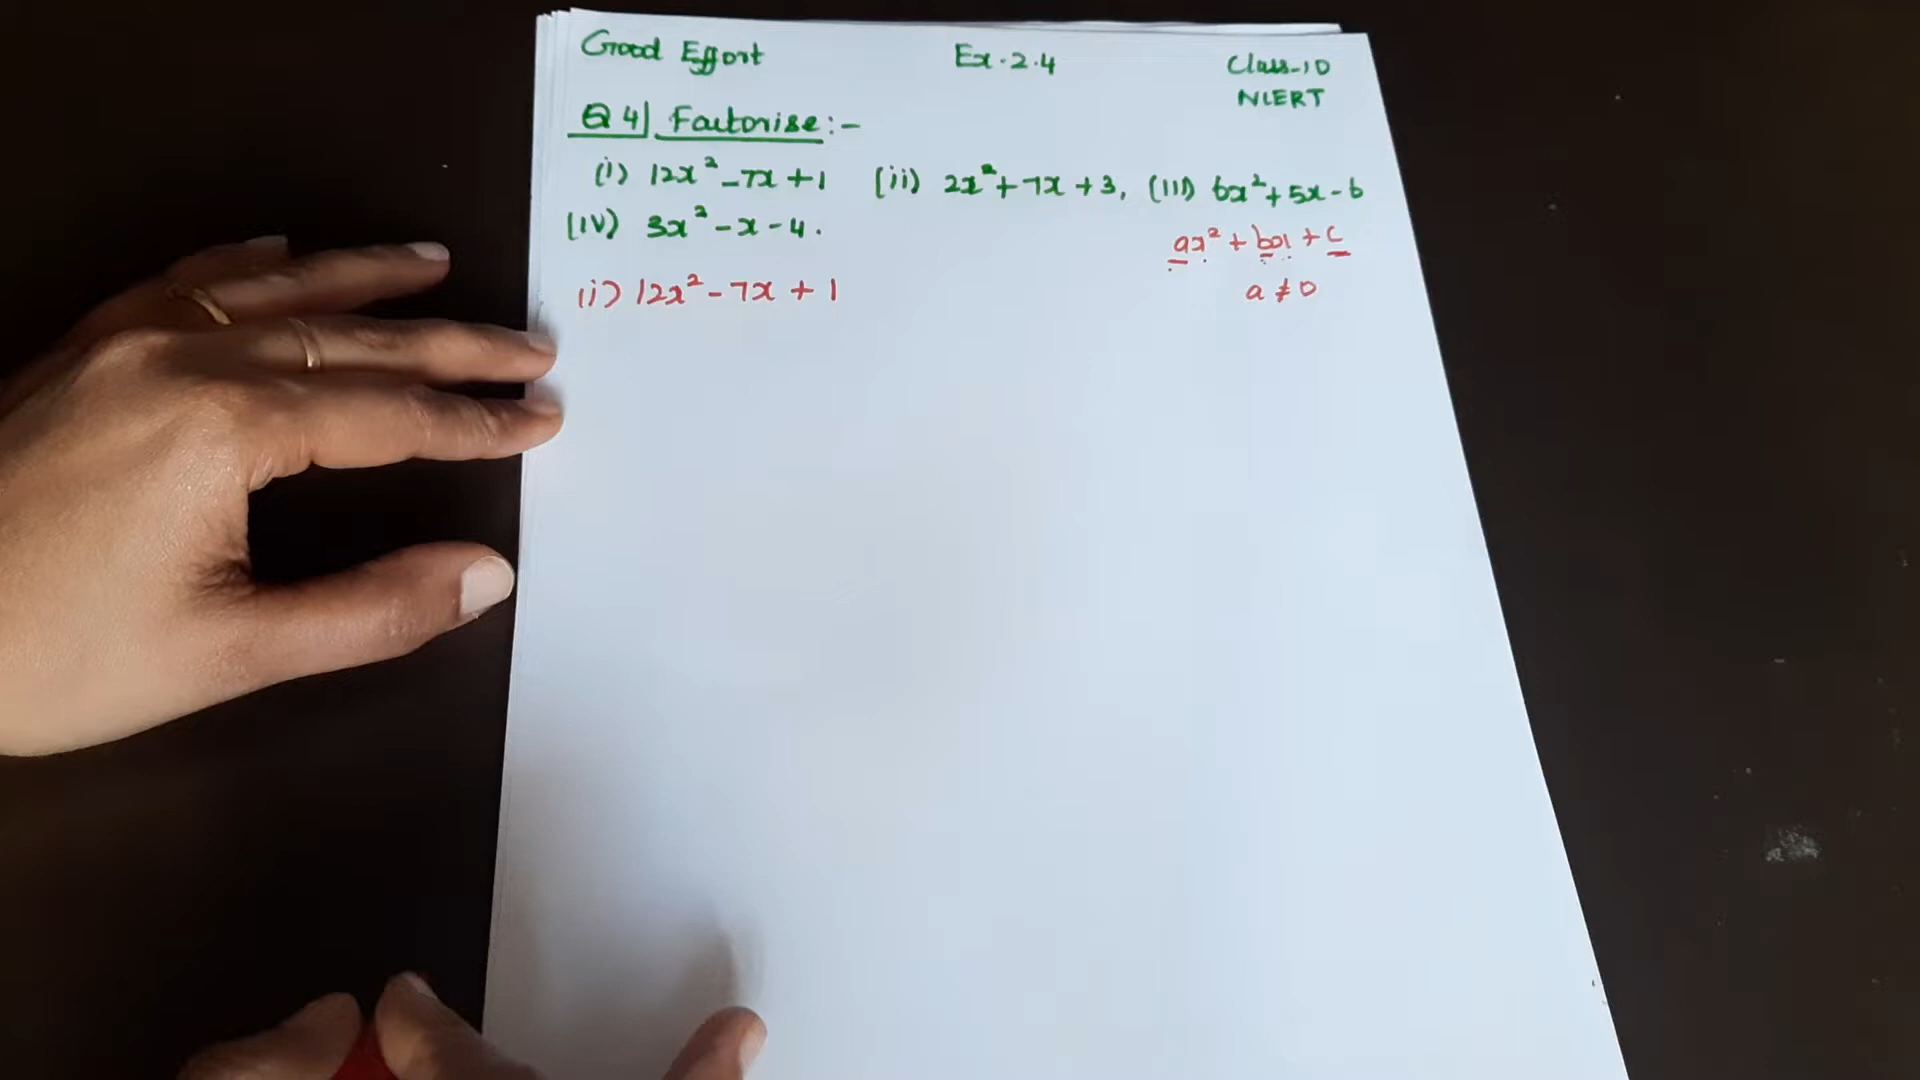 Good Effort Ex. 2.4 Class-10
NCERT
Q 4| Factorise :-
(i) 12x² - 7x + 1 (ii) 2x² + 7x + 3, (III) 6x² + 5x - 6
(IV) 3x² - x - 4.
ax² + bx + c
a ≠ 0
(i) 12x² - 7x + 1